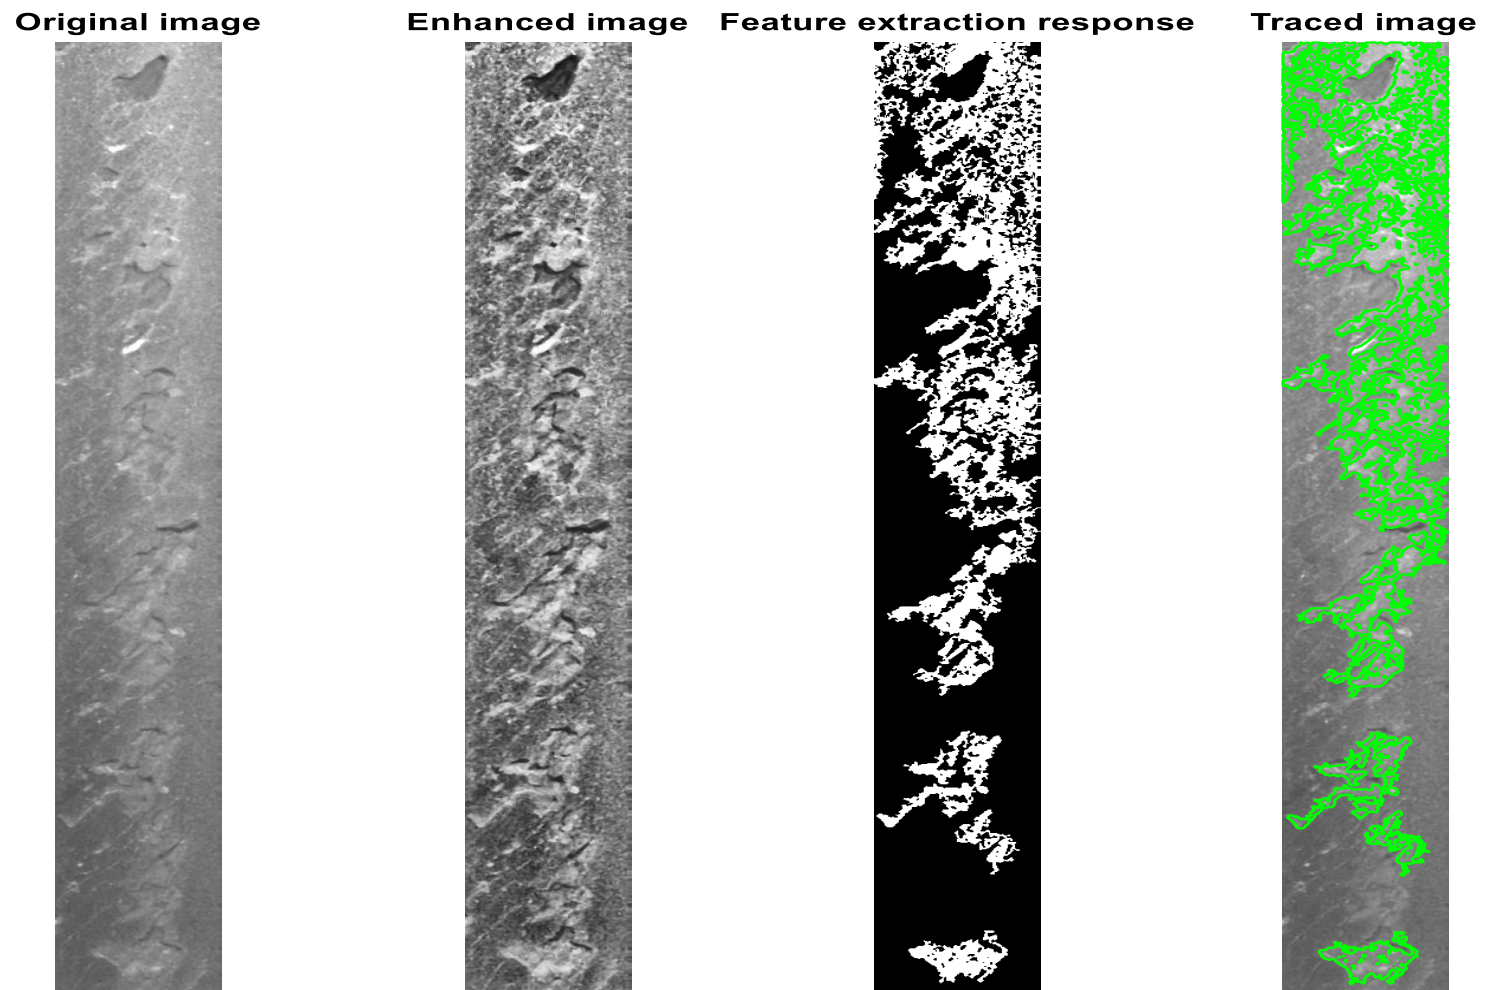 Original image
Enhanced image
Feature extraction response
Traced image